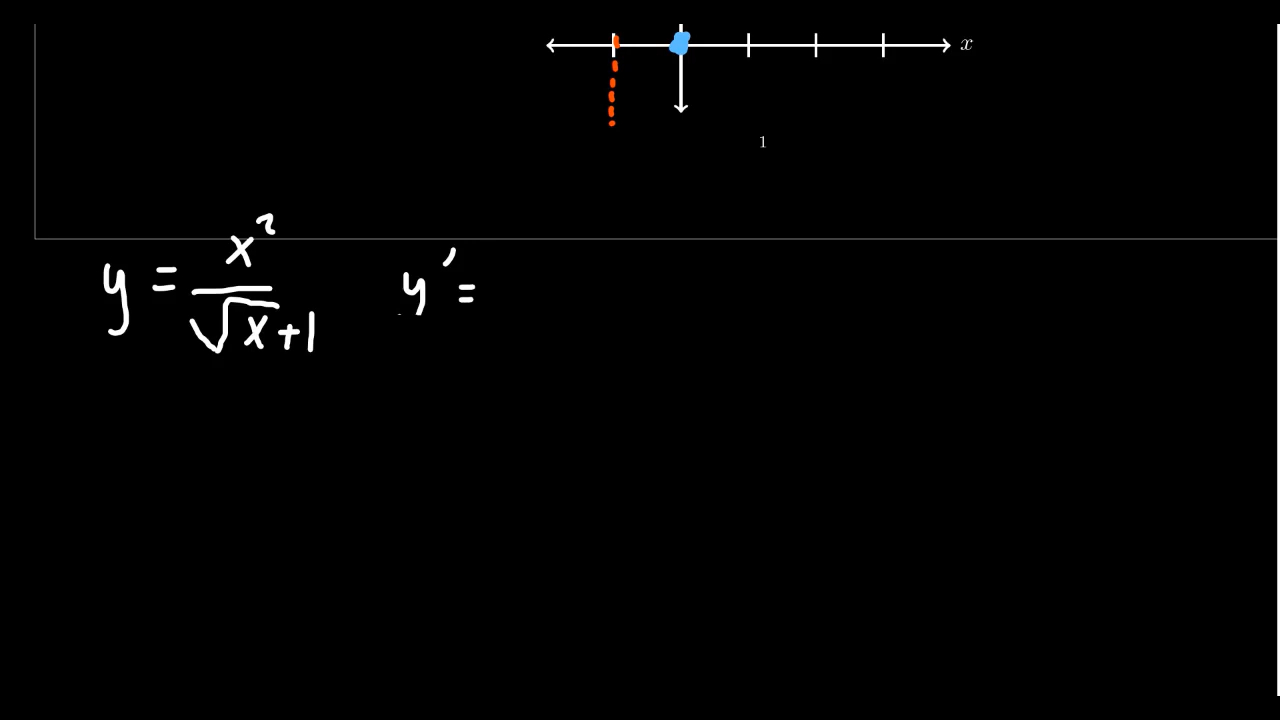 x
1
y = x² / √x+1 y' =